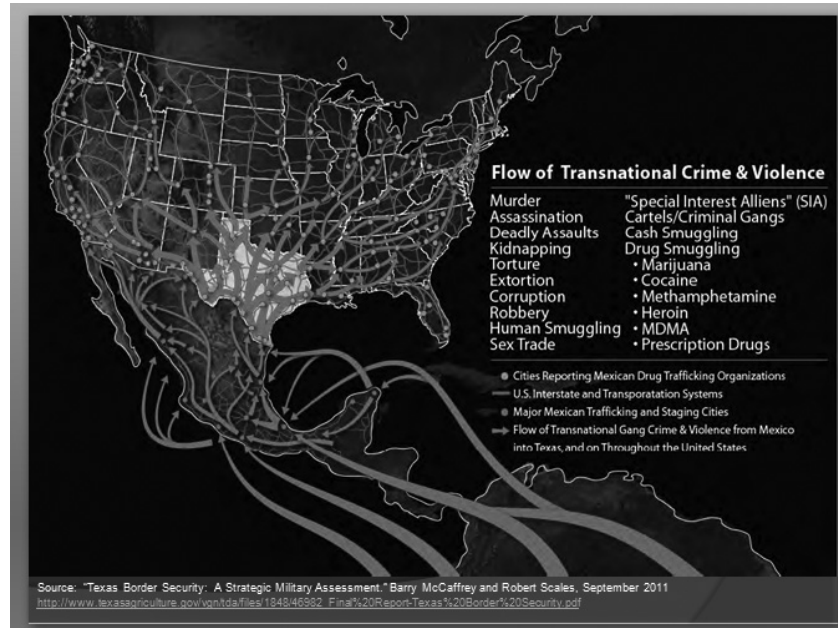 Flow of Transnational Crime & Violence
Murder
Assassination
Deadly Assaults
Kidnapping
Torture
Extortion
Corruption
Robbery
Human Smuggling
Sex Trade
"Special Interest Alliens" (SIA)
Cartels/Criminal Gangs
Cash Smuggling
Drug Smuggling
• Marijuana
• Cocaine
• Methamphetamine
• Heroin
• MDMA
• Prescription Drugs
Cities Reporting Mexican Drug Trafficking Organizations
U.S. Interstate and Transporatation Systems
Major Mexican Trafficking and Staging Cities
Flow of Transnational Gang Crime & Violence from Mexico
into Texas, and on Throughout the United States
Source: "Texas Border Security: A Strategic Military Assessment." Barry McCaffrey and Robert Scales, September 2011
http://www.texasagriculture.gov/vgn/tda/files/1848/46982_Final%20Report-Texas%20Border%20Security.pdf